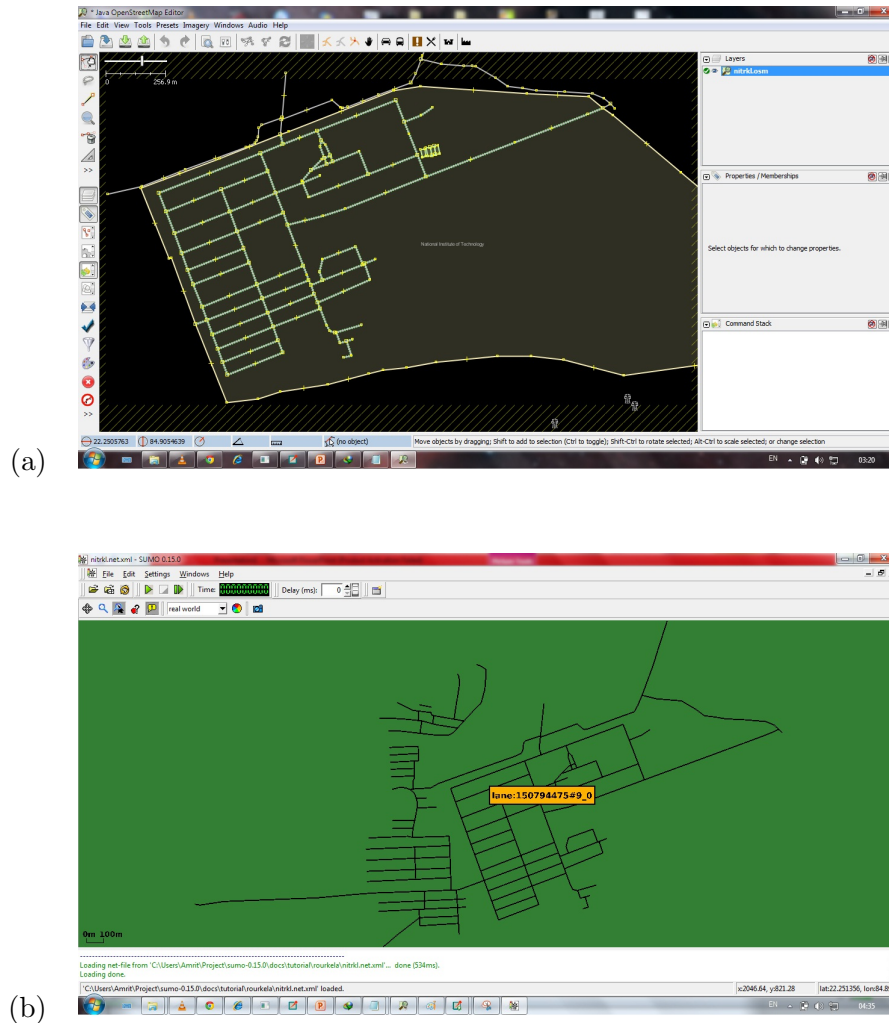 * Java OpenStreetMap Editor
File Edit View Tools Presets Imagery Windows Audio Help
0 256.9 m
Layers
nitrkl.osm
>>
Properties / Memberships
National Institute of Technology
Select objects for which to change properties.
Command Stack
>>
22.2505763 84.9054639 (no object) Move objects by dragging; Shift to add to selection (Ctrl to toggle); Shift-Ctrl to rotate selected; Alt-Ctrl to scale selected; or change selection
EN 03:20
(a)
nitrkl.net.xml - SUMO 0.15.0
File Edit Settings Windows Help
Time: Delay (ms): 0
real world
lane:150794475#9_0
0m 100m
Loading net-file from 'C:\Users\Amrit\Project\sumo-0.15.0\docs\tutorial\rourkela\nitrkl.net.xml'... done (534ms).
Loading done.
'C:\Users\Amrit\Project\sumo-0.15.0\docs\tutorial\rourkela\nitrkl.net.xml' loaded. x:2046.64, y:821.28 lat:22.251356, lon:84.8
EN 04:35
(b)